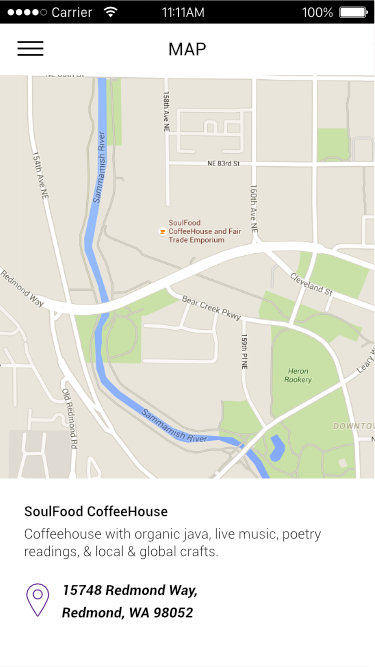 Carrier 11:11AM 100%
MAP
158th Ave NE
Sammamish River
154th Ave NE
NE 83rd St
160th Ave NE
SoulFood
CoffeeHouse and Fair
Trade Emporium
Redmond Way
Cleveland St
Bear Creek Pkwy
159th Pl NE
Leary W
Heron
Rookery
Old Redmond Rd
Sammamish River
DOWNTO
SoulFood CoffeeHouse
Coffeehouse with organic java, live music, poetry
readings, & local & global crafts.
15748 Redmond Way,
Redmond, WA 98052